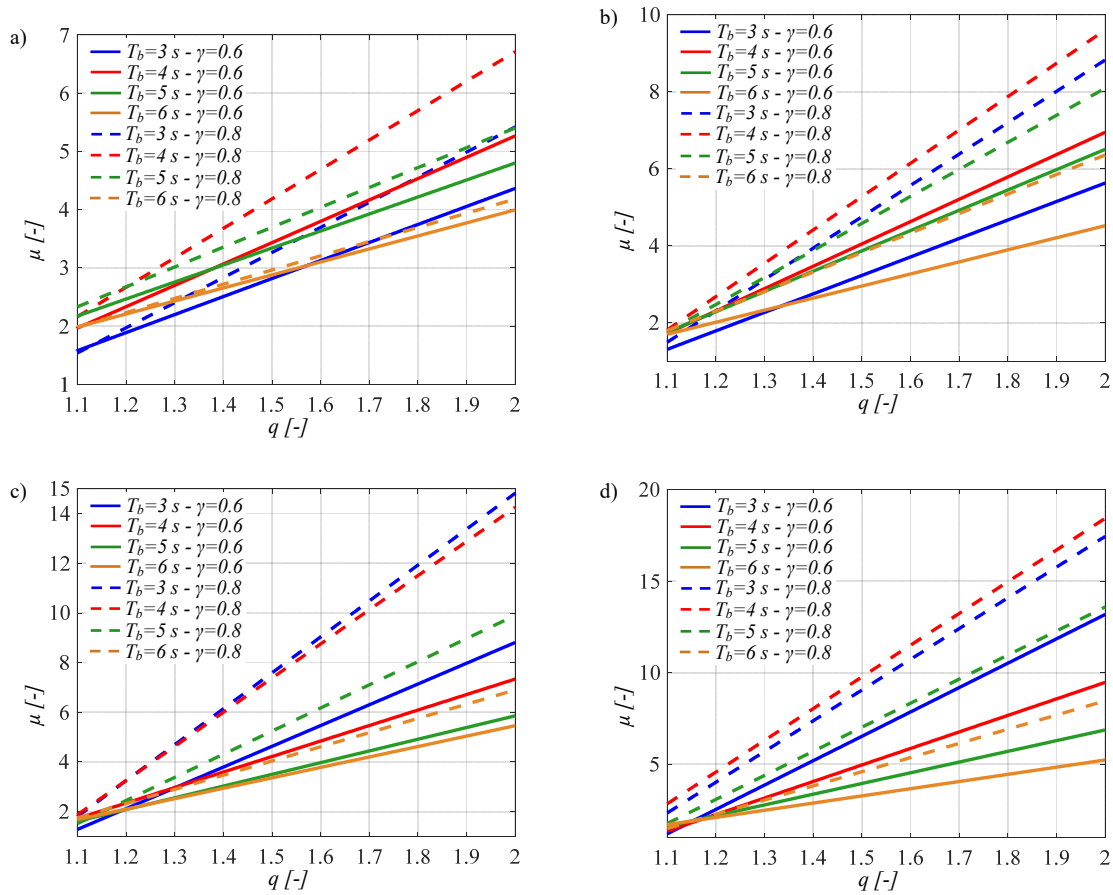 a)
μ [-]
7
6
5
4
3
2
1
T_b=3 s - γ=0.6
T_b=4 s - γ=0.6
T_b=5 s - γ=0.6
T_b=6 s - γ=0.6
T_b=3 s - γ=0.8
T_b=4 s - γ=0.8
T_b=5 s - γ=0.8
T_b=6 s - γ=0.8
1.1 1.2 1.3 1.4 1.5 1.6 1.7 1.8 1.9 2
q [-]
b)
μ [-]
10
8
6
4
2
T_b=3 s - γ=0.6
T_b=4 s - γ=0.6
T_b=5 s - γ=0.6
T_b=6 s - γ=0.6
T_b=3 s - γ=0.8
T_b=4 s - γ=0.8
T_b=5 s - γ=0.8
T_b=6 s - γ=0.8
1.1 1.2 1.3 1.4 1.5 1.6 1.7 1.8 1.9 2
q [-]
c)
μ [-]
15
14
12
10
8
6
4
2
T_b=3 s - γ=0.6
T_b=4 s - γ=0.6
T_b=5 s - γ=0.6
T_b=6 s - γ=0.6
T_b=3 s - γ=0.8
T_b=4 s - γ=0.8
T_b=5 s - γ=0.8
T_b=6 s - γ=0.8
1.1 1.2 1.3 1.4 1.5 1.6 1.7 1.8 1.9 2
q [-]
d)
μ [-]
20
15
10
5
T_b=3 s - γ=0.6
T_b=4 s - γ=0.6
T_b=5 s - γ=0.6
T_b=6 s - γ=0.6
T_b=3 s - γ=0.8
T_b=4 s - γ=0.8
T_b=5 s - γ=0.8
T_b=6 s - γ=0.8
1.1 1.2 1.3 1.4 1.5 1.6 1.7 1.8 1.9 2
q [-]